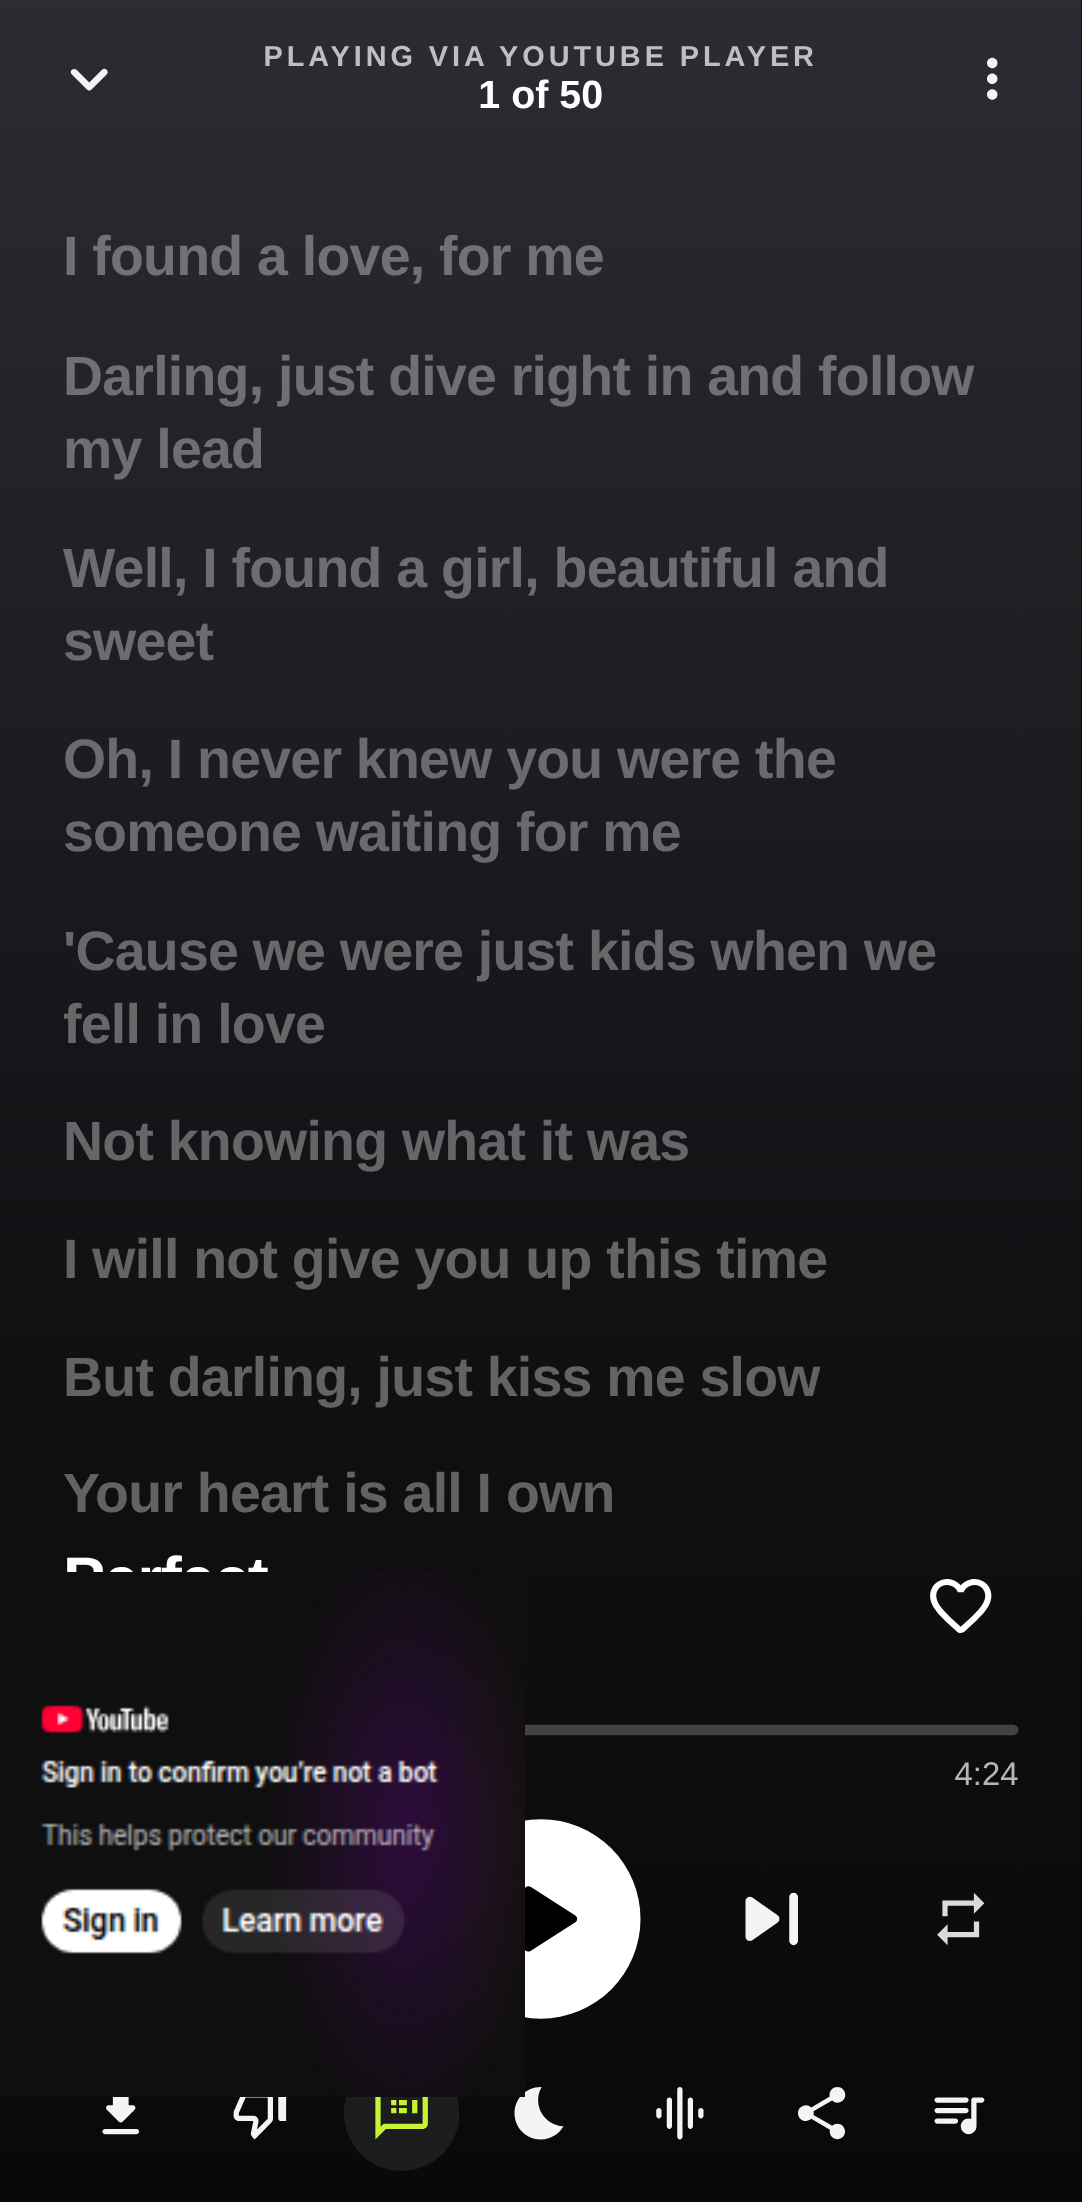 PLAYING VIA YOUTUBE PLAYER
1 of 50
I found a love, for me
Darling, just dive right in and follow
my lead
Well, I found a girl, beautiful and
sweet
Oh, I never knew you were the
someone waiting for me
'Cause we were just kids when we
fell in love
Not knowing what it was
I will not give you up this time
But darling, just kiss me slow
Your heart is all I own
Perfect
YouTube
Sign in to confirm you're not a bot
This helps protect our community
Sign in
Learn more
4:24